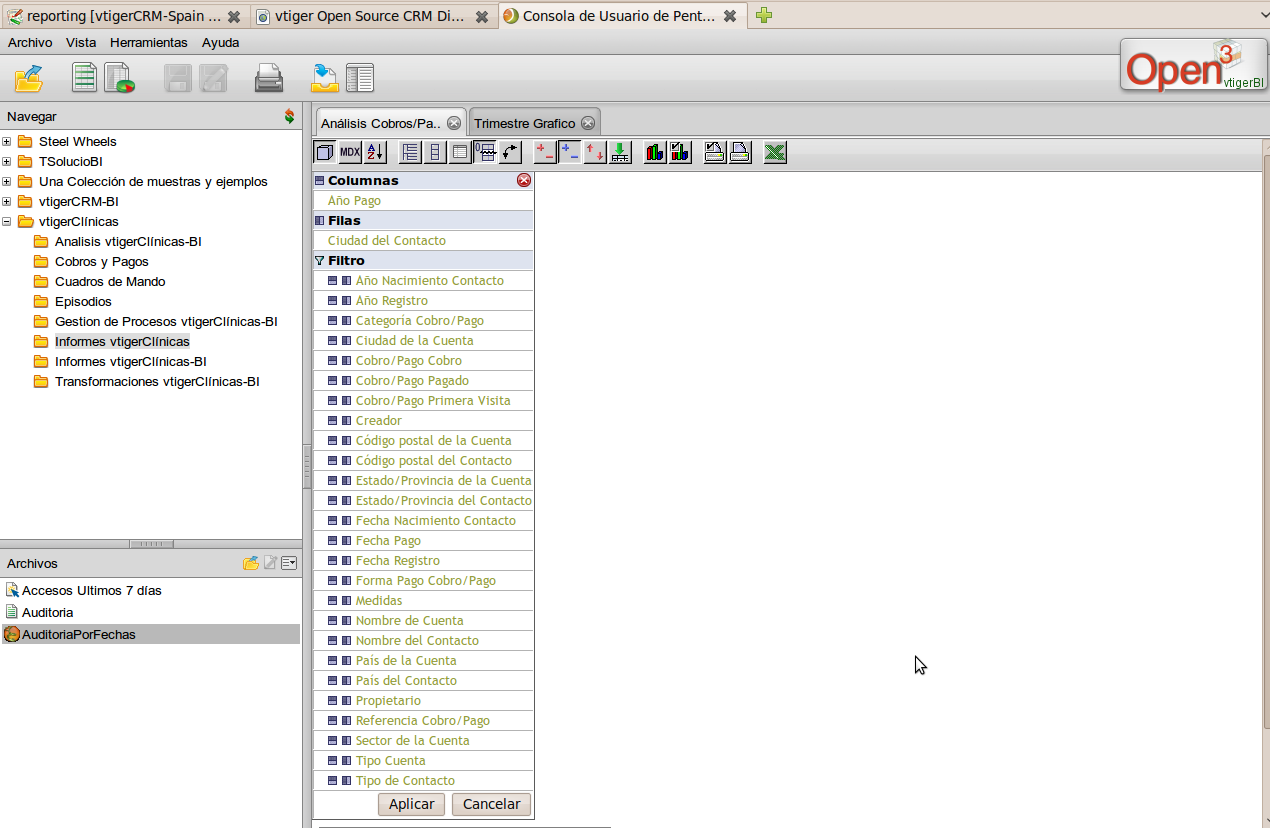 reporting [vtigerCRM-Spain ...
vtiger Open Source CRM Di...
Consola de Usuario de Pent...
Archivo Vista Herramientas Ayuda
Open3
vtigerBI
Navegar
Steel Wheels
TSolucioBI
Una Colección de muestras y ejemplos
vtigerCRM-BI
vtigerClínicas
Analisis vtigerClínicas-BI
Cobros y Pagos
Cuadros de Mando
Episodios
Gestion de Procesos vtigerClínicas-BI
Informes vtigerClínicas
Informes vtigerClínicas-BI
Transformaciones vtigerClínicas-BI
Archivos
Accesos Ultimos 7 días
Auditoria
AuditoriaPorFechas
Análisis Cobros/Pa..
Trimestre Grafico
MDX
Columnas
Año Pago
Filas
Ciudad del Contacto
Filtro
Año Nacimiento Contacto
Año Registro
Categoría Cobro/Pago
Ciudad de la Cuenta
Cobro/Pago Cobro
Cobro/Pago Pagado
Cobro/Pago Primera Visita
Creador
Código postal de la Cuenta
Código postal del Contacto
Estado/Provincia de la Cuenta
Estado/Provincia del Contacto
Fecha Nacimiento Contacto
Fecha Pago
Fecha Registro
Forma Pago Cobro/Pago
Medidas
Nombre de Cuenta
Nombre del Contacto
País de la Cuenta
País del Contacto
Propietario
Referencia Cobro/Pago
Sector de la Cuenta
Tipo Cuenta
Tipo de Contacto
Aplicar Cancelar